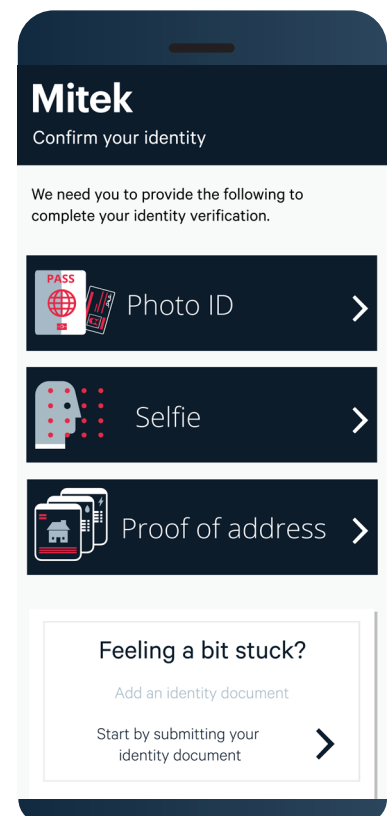 Mitek
Confirm your identity
We need you to provide the following to
complete your identity verification.
PASS
Photo ID
Selfie
Proof of address
Feeling a bit stuck?
Add an identity document
Start by submitting your
identity document